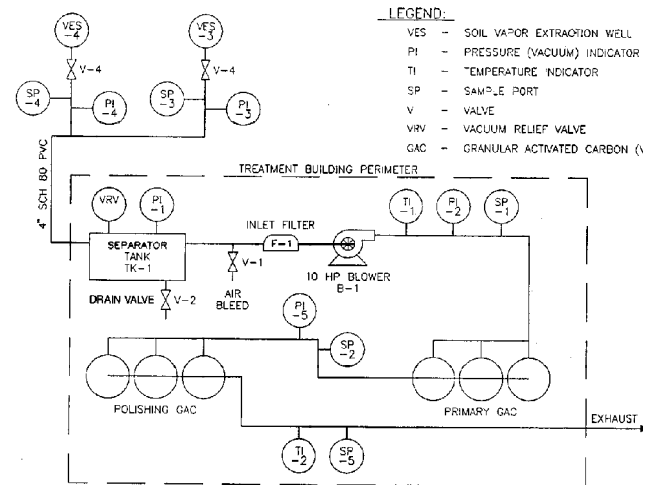 LEGEND:
VES – SOIL VAPOR EXTRACTION WELL
PI – PRESSURE (VACUUM) INDICATOR
TI – TEMPERATURE INDICATOR
SP – SAMPLE PORT
V – VALVE
VRV – VACUUM RELIEF VALVE
GAC – GRANULAR ACTIVATED CARBON (V
VES
-4
VES
-3
V-4
V-4
SP
-4
PI
-4
SP
-3
PI
-3
4" SCH 80 PVC
TREATMENT BUILDING PERIMETER
VRV
PI
-1
TI
-1
PI
-2
SP
-1
SEPARATOR
TANK
TK-1
INLET FILTER
F-1
V-1
AIR
BLEED
10 HP BLOWER
B-1
DRAIN VALVE
V-2
PI
-5
SP
-2
POLISHING GAC
PRIMARY GAC
EXHAUST
TI
-2
SP
-5